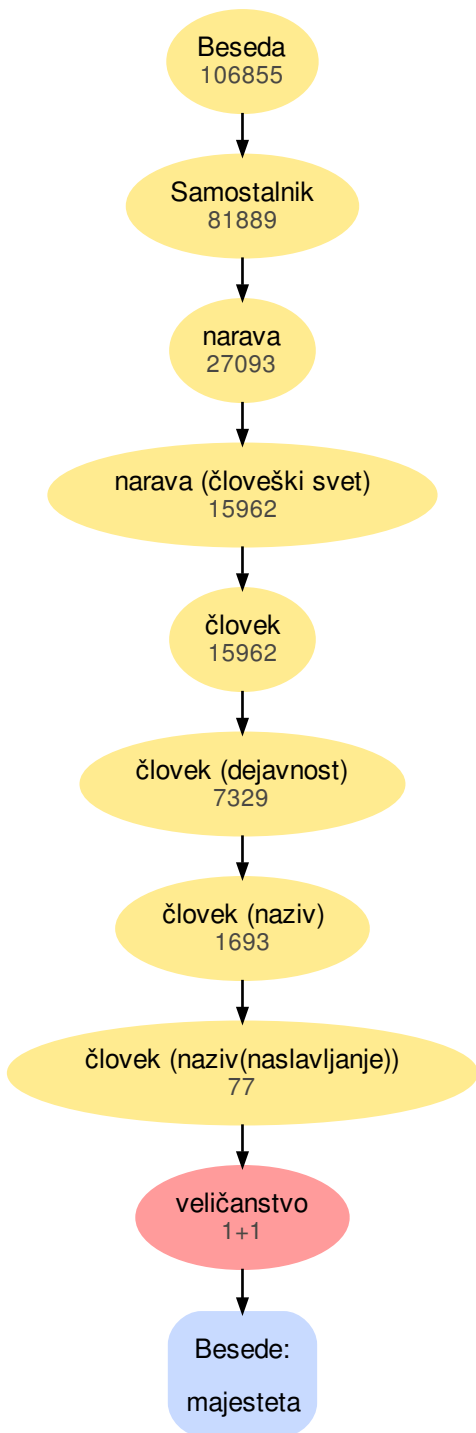 Beseda
106855
Samostalnik
81889
narava
27093
narava (človeški svet)
15962
človek
15962
človek (dejavnost)
7329
človek (naziv)
1693
človek (naziv(naslavljanje))
77
veličanstvo
1+1
Besede:
majesteta